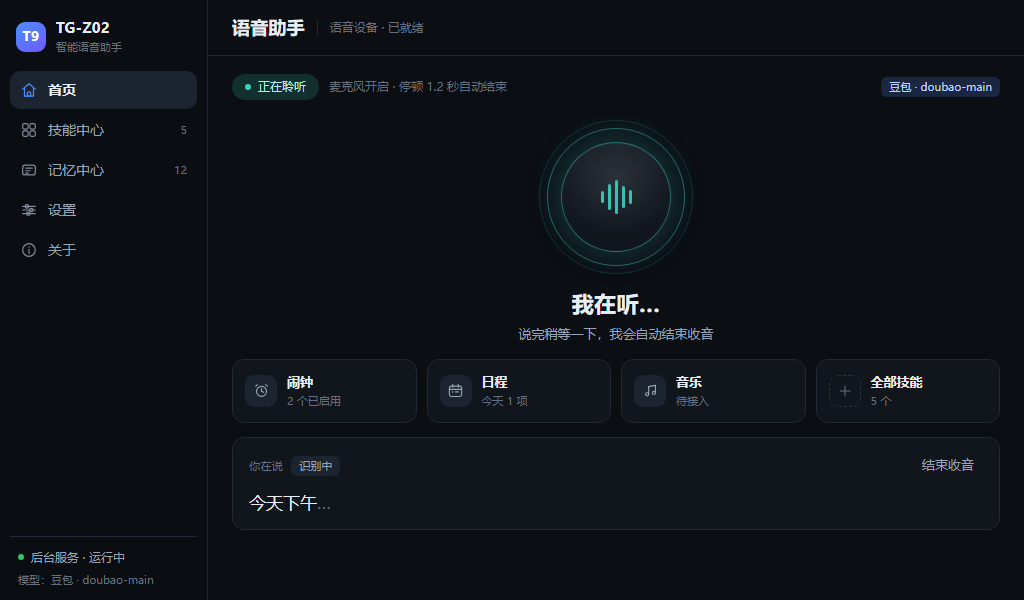 T9
TG-Z02
智能语音助手
首页
技能中心 5
记忆中心 12
设置
关于
后台服务 · 运行中
模型: 豆包 · doubao-main
语音助手 语音设备 · 已就绪
正在聆听 麦克风开启 · 停顿 1.2 秒自动结束 豆包 · doubao-main
我在听...
说完稍等一下，我会自动结束收音
闹钟
2 个已启用
日程
今天 1 项
音乐
待接入
全部技能
5 个
你在说 识别中 结束收音
今天下午...